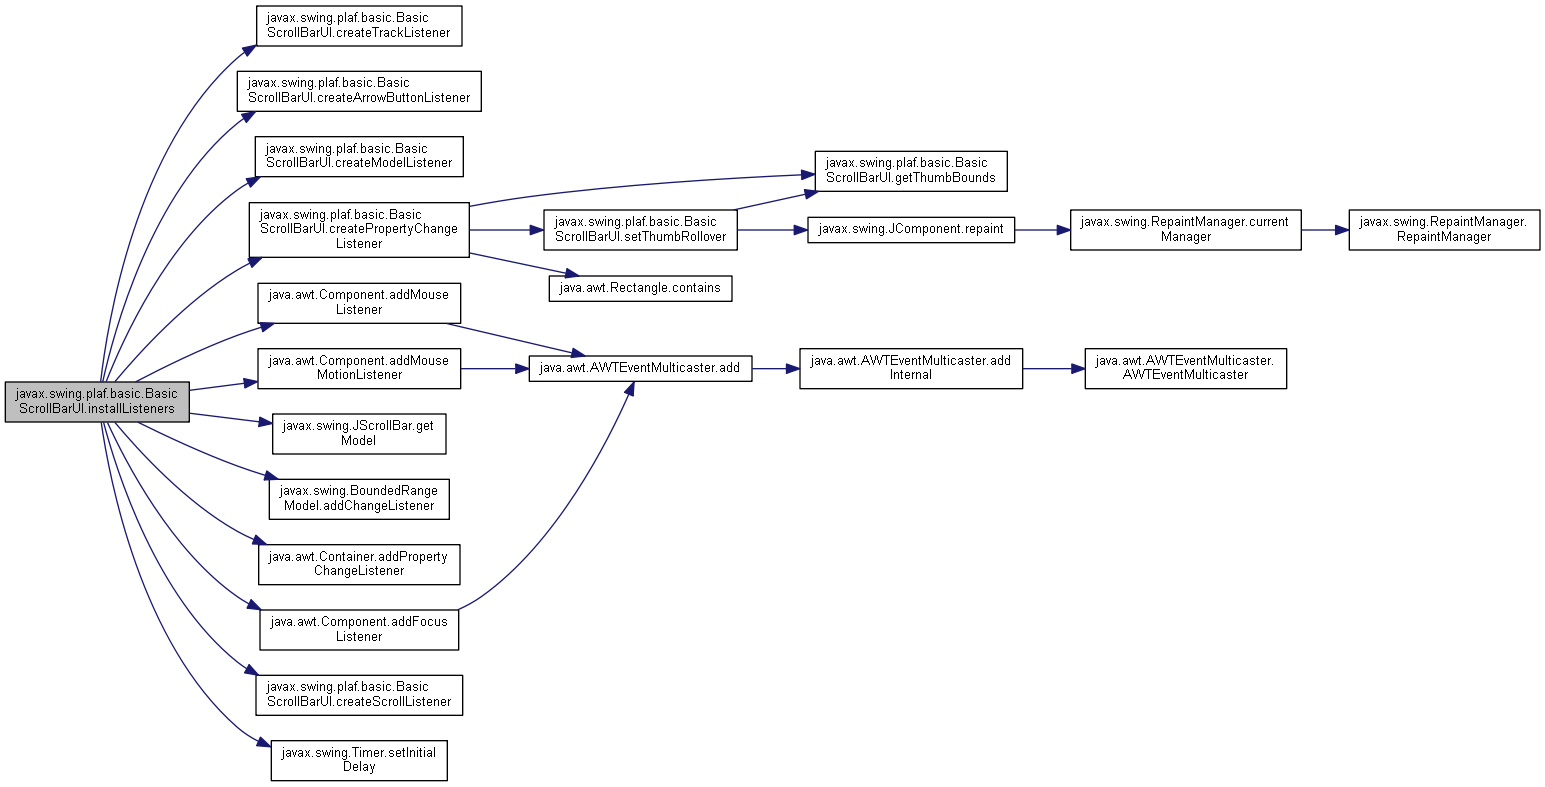 javax.swing.plaf.basic.Basic
ScrollBarUI.installListeners
javax.swing.plaf.basic.Basic
ScrollBarUI.createTrackListener
javax.swing.plaf.basic.Basic
ScrollBarUI.createArrowButtonListener
javax.swing.plaf.basic.Basic
ScrollBarUI.createModelListener
javax.swing.plaf.basic.Basic
ScrollBarUI.createPropertyChange
Listener
java.awt.Component.addMouse
Listener
java.awt.Component.addMouse
MotionListener
javax.swing.JScrollBar.get
Model
javax.swing.BoundedRange
Model.addChangeListener
java.awt.Container.addProperty
ChangeListener
java.awt.Component.addFocus
Listener
javax.swing.plaf.basic.Basic
ScrollBarUI.createScrollListener
javax.swing.Timer.setInitial
Delay
javax.swing.plaf.basic.Basic
ScrollBarUI.setThumbRollover
java.awt.Rectangle.contains
java.awt.AWTEventMulticaster.add
javax.swing.plaf.basic.Basic
ScrollBarUI.getThumbBounds
javax.swing.JComponent.repaint
java.awt.AWTEventMulticaster.add
Internal
javax.swing.RepaintManager.current
Manager
java.awt.AWTEventMulticaster.
AWTEventMulticaster
javax.swing.RepaintManager.
RepaintManager